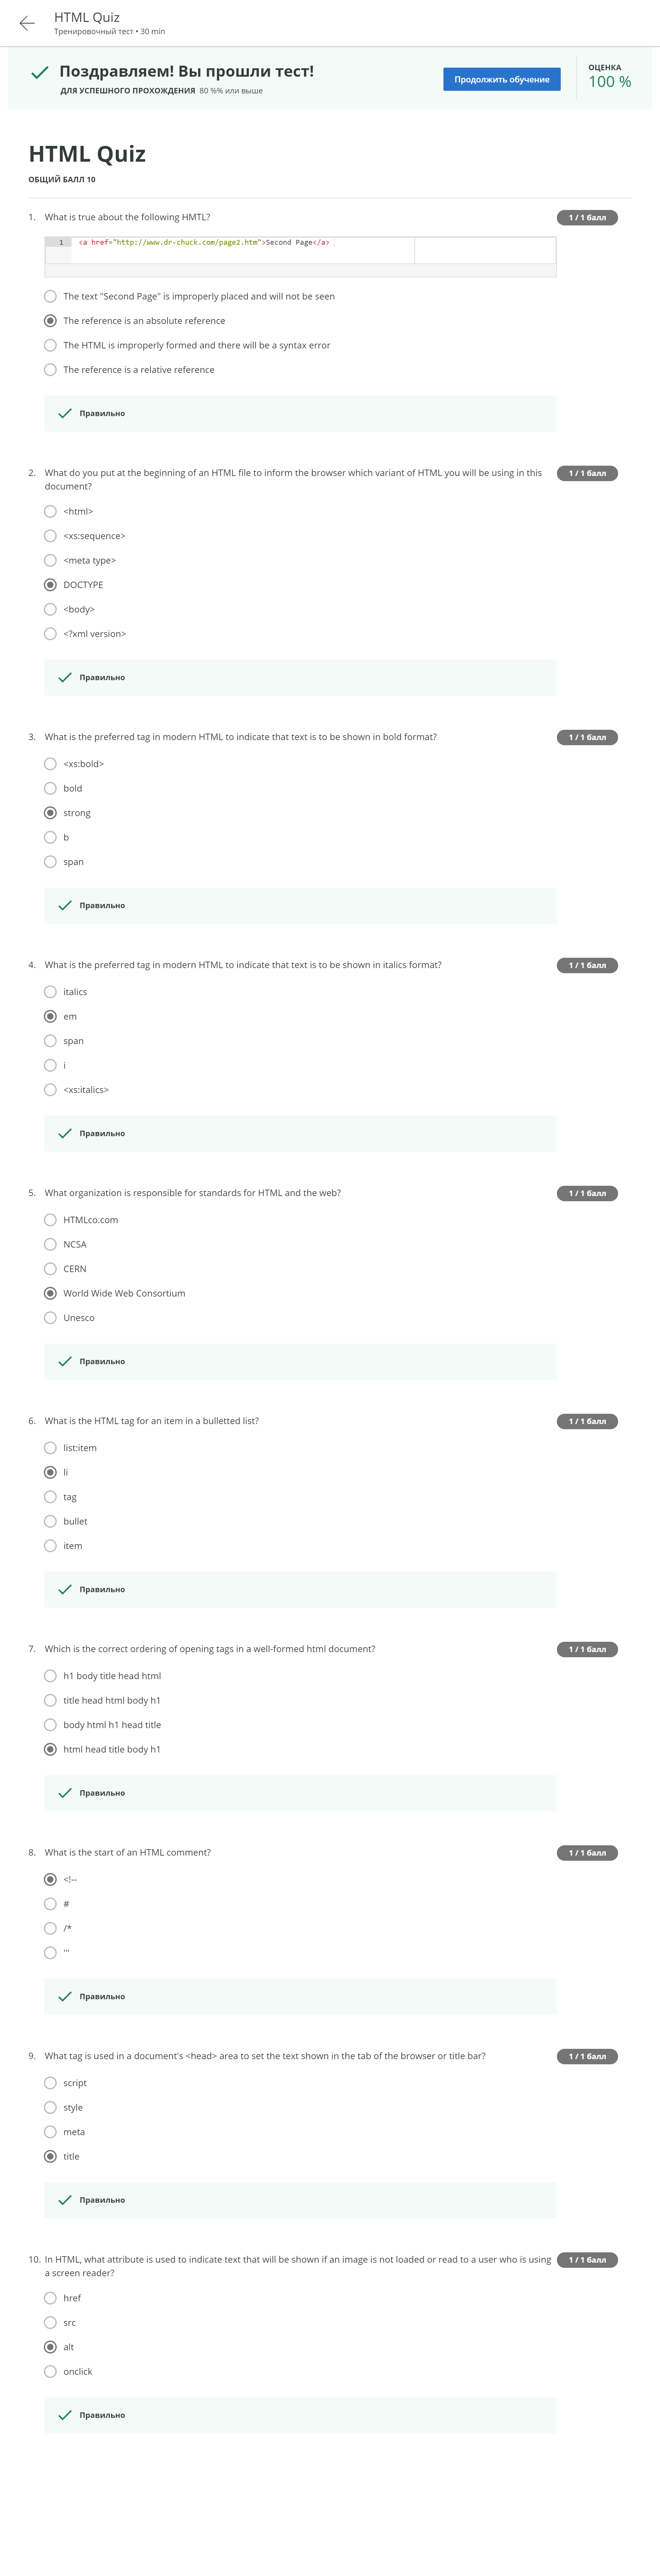 HTML Quiz
Тренировочный тест • 30 min
Поздравляем! Вы прошли тест!
ДЛЯ УСПЕШНОГО ПРОХОЖДЕНИЯ 80 %% или выше
Продолжить обучение
ОЦЕНКА
100 %
HTML Quiz
ОБЩИЙ БАЛЛ 10
1. What is true about the following HMTL?
1 / 1 балл
1 <a href="http://www.dr-chuck.com/page2.htm">Second Page</a>
The text "Second Page" is improperly placed and will not be seen
The reference is an absolute reference
The HTML is improperly formed and there will be a syntax error
The reference is a relative reference
Правильно
2. What do you put at the beginning of an HTML file to inform the browser which variant of HTML you will be using in this
document?
1 / 1 балл
<html>
<xs:sequence>
<meta type>
DOCTYPE
<body>
<?xml version>
Правильно
3. What is the preferred tag in modern HTML to indicate that text is to be shown in bold format?
1 / 1 балл
<xs:bold>
bold
strong
b
span
Правильно
4. What is the preferred tag in modern HTML to indicate that text is to be shown in italics format?
1 / 1 балл
italics
em
span
i
<xs:italics>
Правильно
5. What organization is responsible for standards for HTML and the web?
1 / 1 балл
HTMLco.com
NCSA
CERN
World Wide Web Consortium
Unesco
Правильно
6. What is the HTML tag for an item in a bulletted list?
1 / 1 балл
list:item
li
tag
bullet
item
Правильно
7. Which is the correct ordering of opening tags in a well-formed html document?
1 / 1 балл
h1 body title head html
title head html body h1
body html h1 head title
html head title body h1
Правильно
8. What is the start of an HTML comment?
1 / 1 балл
<!--
#
/*
'''
Правильно
9. What tag is used in a document's <head> area to set the text shown in the tab of the browser or title bar?
1 / 1 балл
script
style
meta
title
Правильно
10. In HTML, what attribute is used to indicate text that will be shown if an image is not loaded or read to a user who is using
a screen reader?
1 / 1 балл
href
src
alt
onclick
Правильно